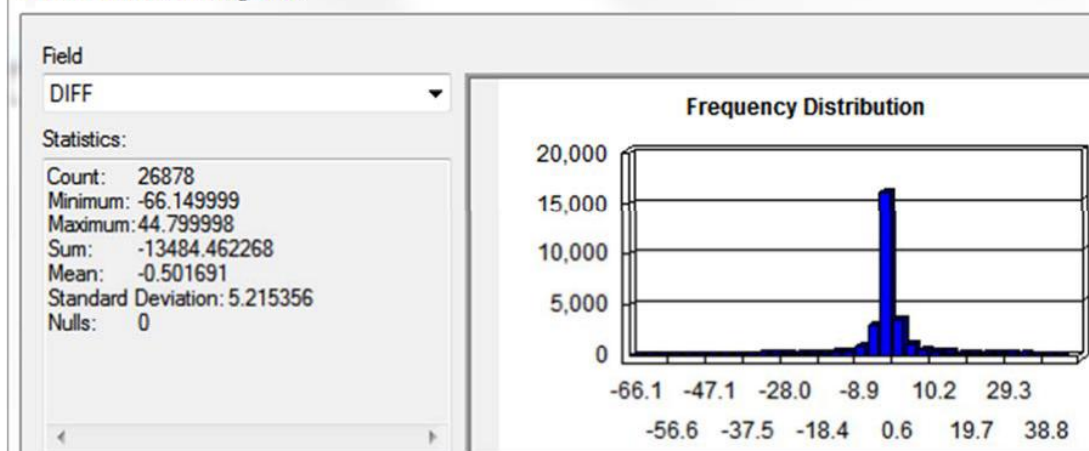 Field
DIFF
Statistics:
Count: 26878
Minimum: -66.149999
Maximum: 44.799998
Sum: -13484.462268
Mean: -0.501691
Standard Deviation: 5.215356
Nulls: 0
Frequency Distribution
20,000
15,000
10,000
5,000
0
-66.1 -47.1 -28.0 -8.9 10.2 29.3
-56.6 -37.5 -18.4 0.6 19.7 38.8